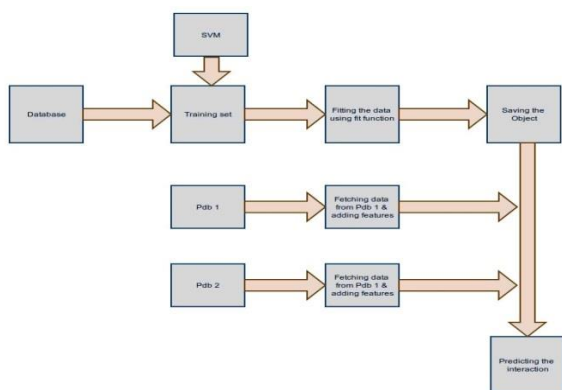 SVM
Database
Training set
Fitting the data
using fit function
Saving the
Object
Pdb 1
Fetching data
from Pdb 1 &
adding features
Pdb 2
Fetching data
from Pdb 1 &
adding features
Predicting the
interaction